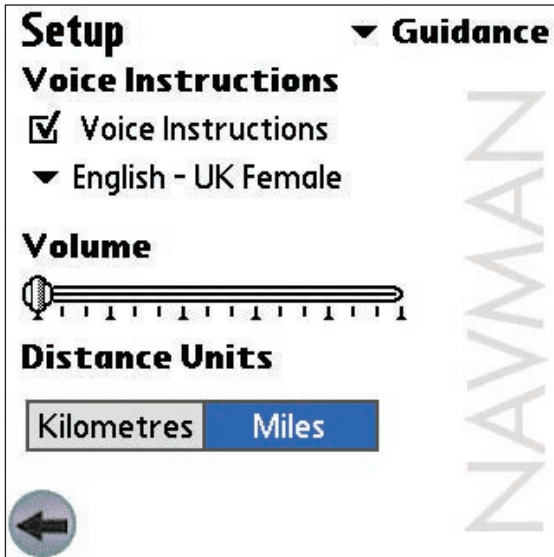 Setup
Guidance
Voice Instructions
Voice Instructions
English - UK Female
Volume
Distance Units
Kilometres Miles
NAVMAN